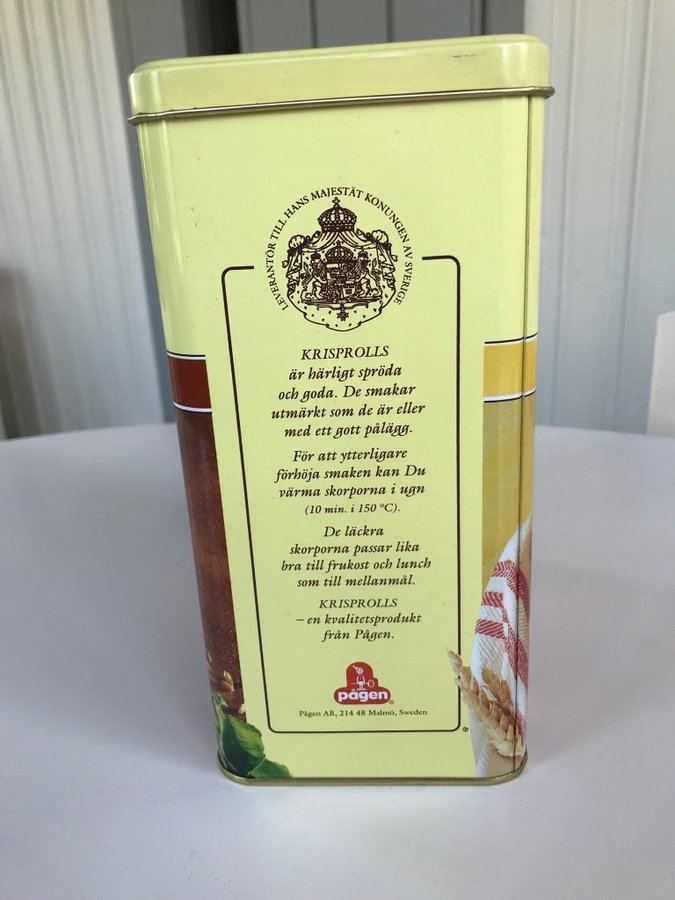 LEVERANTÖR TILL HANS MAJESTÄT KONUNGEN AV SVERIGE
KRISPROLLS
är härligt spröda
och goda. De smakar
utmärkt som de är eller
med ett gott pålägg.
För att ytterligare
förhöja smaken kan Du
värma skorporna i ugn
(10 min. i 150 °C).
De läckra
skorporna passar lika
bra till frukost och lunch
som till mellanmål.
KRISPROLLS
– en kvalitetsprodukt
från Pågen.
pågen®
Pågen AB, 214 48 Malmö, Sweden